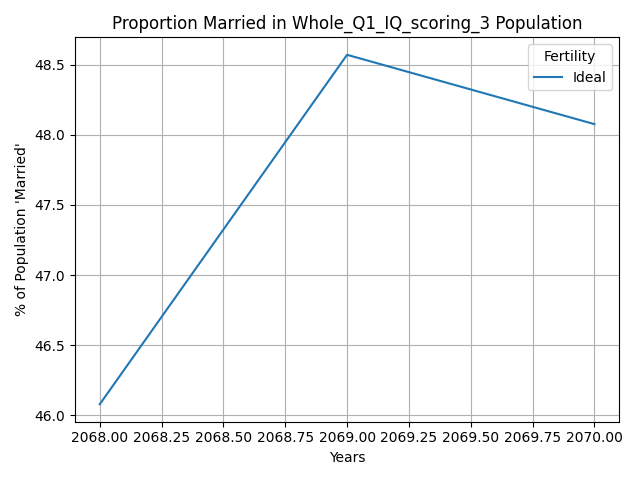 Proportion Married in Whole_Q1_IQ_scoring_3 Population
% of Population 'Married'
48.5
48.0
47.5
47.0
46.5
46.0
Fertility
Ideal
2068.00 2068.25 2068.50 2068.75 2069.00 2069.25 2069.50 2069.75 2070.00
Years